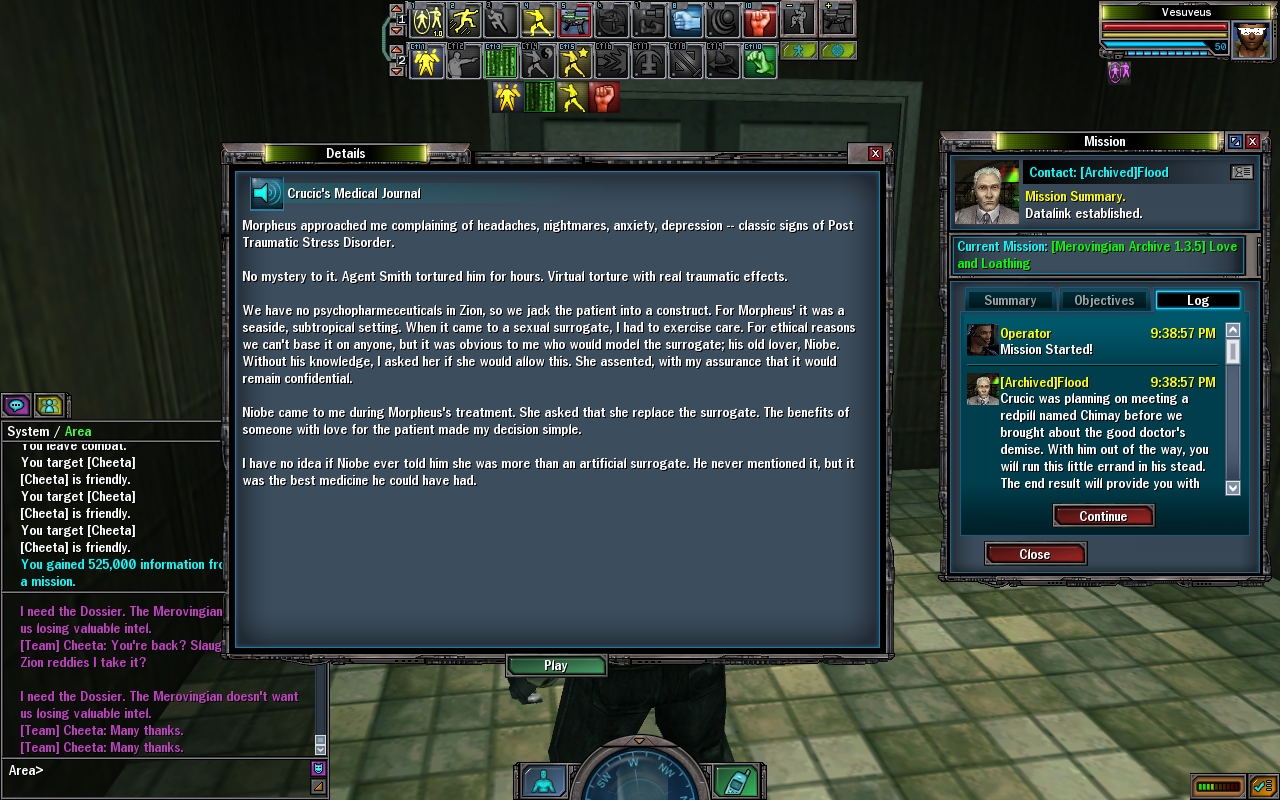 Vesuveus
50
Details
Crucic's Medical Journal
Morpheus approached me complaining of headaches, nightmares, anxiety, depression -- classic signs of Post
Traumatic Stress Disorder.
No mystery to it. Agent Smith tortured him for hours. Virtual torture with real traumatic effects.
We have no psychopharmeceuticals in Zion, so we jack the patient into a construct. For Morpheus' it was a
seaside, subtropical setting. When it came to a sexual surrogate, I had to exercise care. For ethical reasons
we can't base it on anyone, but it was obvious to me who would model the surrogate; his old lover, Niobe.
Without his knowledge, I asked her if she would allow this. She assented, with my assurance that it would
remain confidential.
Niobe came to me during Morpheus's treatment. She asked that she replace the surrogate. The benefits of
someone with love for the patient made my decision simple.
I have no idea if Niobe ever told him she was more than an artificial surrogate. He never mentioned it, but it
was the best medicine he could have had.
Play
Mission
Contact: [Archived]Flood
Mission Summary.
Datalink established.
Current Mission: [Merovingian Archive 1.3.5] Love
and Loathing
Summary
Objectives
Log
Operator 9:38:57 PM
Mission Started!
[Archived]Flood 9:38:57 PM
Crucic was planning on meeting a
redpill named Chimay before we
brought about the good doctor's
demise. With him out of the way, you
will run this little errand in his stead.
The end result will provide you with
Continue
Close
System / Area
You leave combat.
You target [Cheeta]
[Cheeta] is friendly.
You target [Cheeta]
[Cheeta] is friendly.
You target [Cheeta]
[Cheeta] is friendly.
You gained 525,000 information
a mission.
I need the Dossier. The Merovingian
us losing valuable intel.
[Team] Cheeta: You're back?
Zion reddies I take it?
I need the Dossier. The Merovingian doesn't want
us losing valuable intel.
[Team] Cheeta: Many thanks.
[Team] Cheeta: Many thanks.
Area>
SW
W
NW